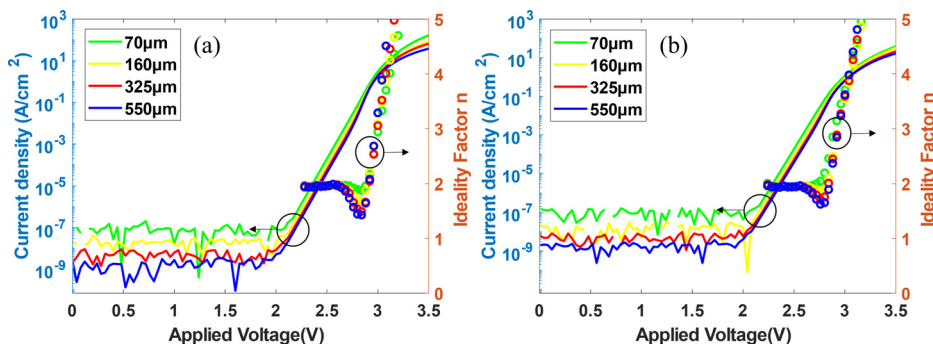 (a)
70µm
160µm
325µm
550µm
Current density (A/cm²)
10³
10¹
10⁻¹
10⁻³
10⁻⁵
10⁻⁷
10⁻⁹
0 0.5 1 1.5 2 2.5 3 3.5
Applied Voltage(V)
5
4
3
2
1
0
Ideality Factor n
(b)
70µm
160µm
325µm
550µm
Current density (A/cm²)
10³
10¹
10⁻¹
10⁻³
10⁻⁵
10⁻⁷
10⁻⁹
0 0.5 1 1.5 2 2.5 3 3.5
Applied Voltage(V)
5
4
3
2
1
0
Ideality Factor n